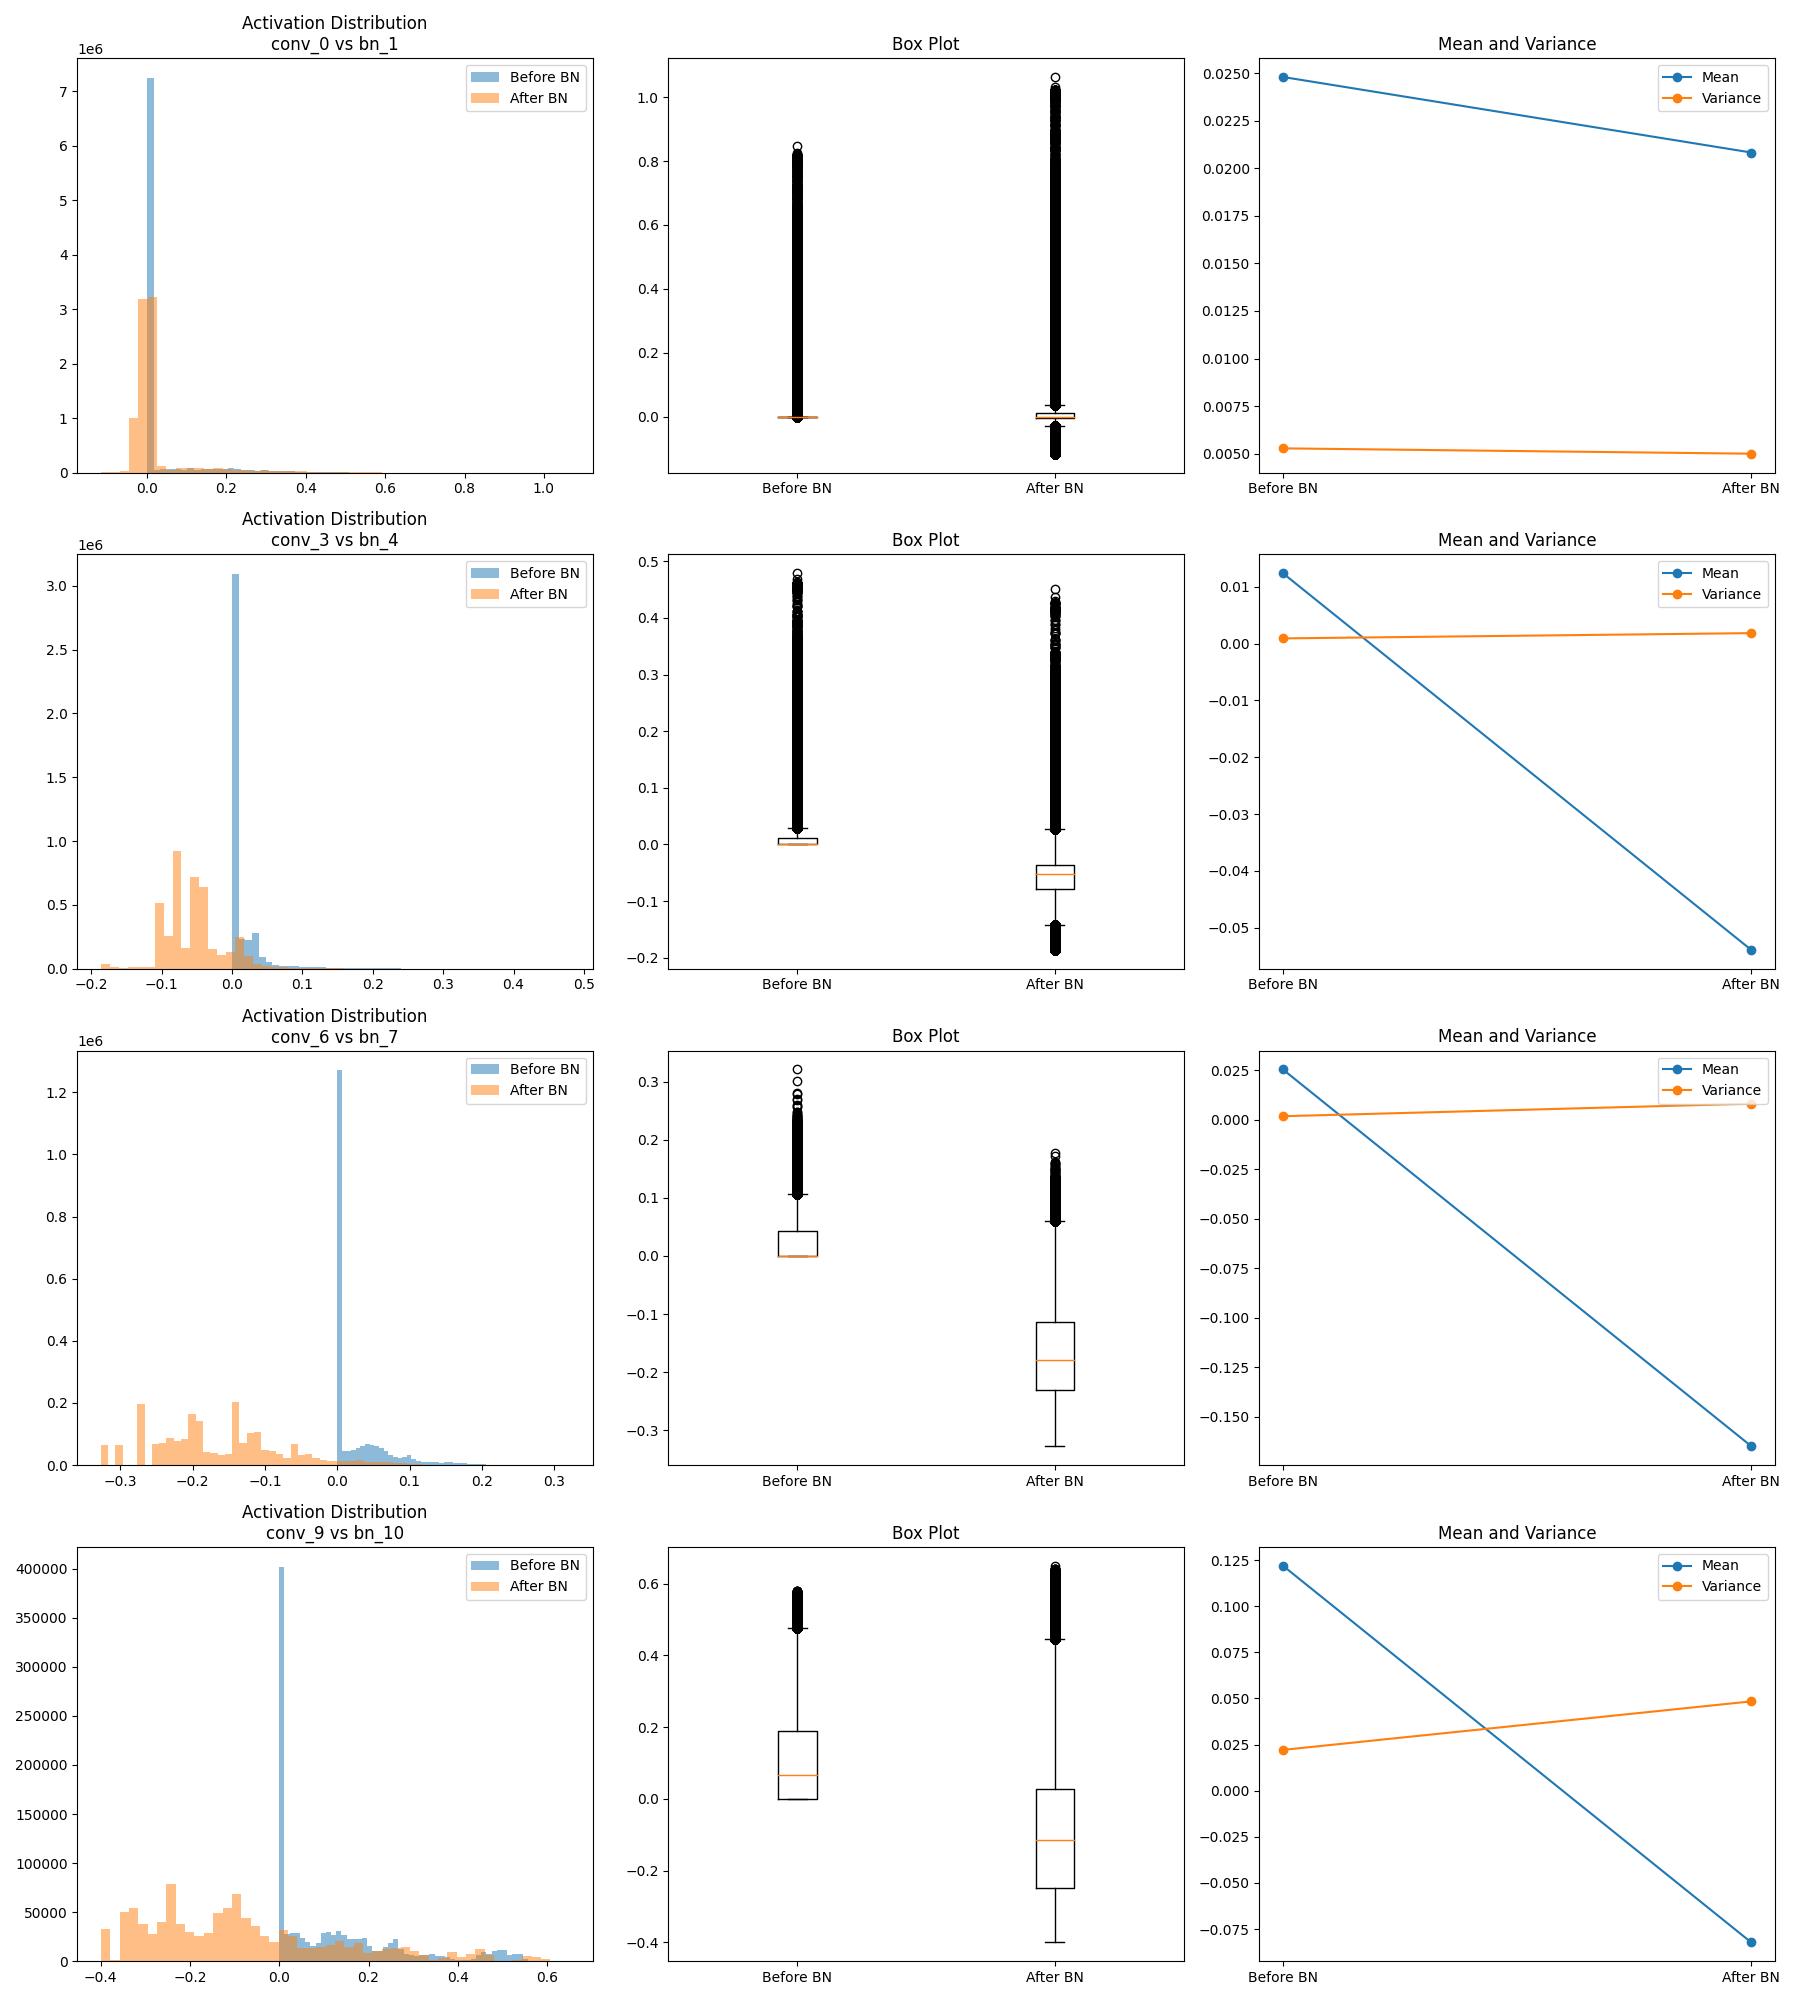 Activation Distribution
conv_0 vs bn_1
1e6
7
6
5
4
3
2
1
0
0.0 0.2 0.4 0.6 0.8 1.0
Before BN
After BN
Box Plot
1.0
0.8
0.6
0.4
0.2
0.0
Before BN After BN
Mean and Variance
0.0250
0.0225
0.0200
0.0175
0.0150
0.0125
0.0100
0.0075
0.0050
Before BN After BN
Mean
Variance
Activation Distribution
conv_3 vs bn_4
1e6
3.0
2.5
2.0
1.5
1.0
0.5
0.0
−0.2 −0.1 0.0 0.1 0.2 0.3 0.4 0.5
Before BN
After BN
Box Plot
0.5
0.4
0.3
0.2
0.1
0.0
−0.1
−0.2
Before BN After BN
Mean and Variance
0.01
0.00
−0.01
−0.02
−0.03
−0.04
−0.05
Before BN After BN
Mean
Variance
Activation Distribution
conv_6 vs bn_7
1e6
1.2
1.0
0.8
0.6
0.4
0.2
0.0
−0.3 −0.2 −0.1 0.0 0.1 0.2 0.3
Before BN
After BN
Box Plot
0.3
0.2
0.1
0.0
−0.1
−0.2
−0.3
Before BN After BN
Mean and Variance
0.025
0.000
−0.025
−0.050
−0.075
−0.100
−0.125
−0.150
Before BN After BN
Mean
Variance
Activation Distribution
conv_9 vs bn_10
400000
350000
300000
250000
200000
150000
100000
50000
0
−0.4 −0.2 0.0 0.2 0.4 0.6
Before BN
After BN
Box Plot
0.6
0.4
0.2
0.0
−0.2
−0.4
Before BN After BN
Mean and Variance
0.125
0.100
0.075
0.050
0.025
0.000
−0.025
−0.050
−0.075
Before BN After BN
Mean
Variance